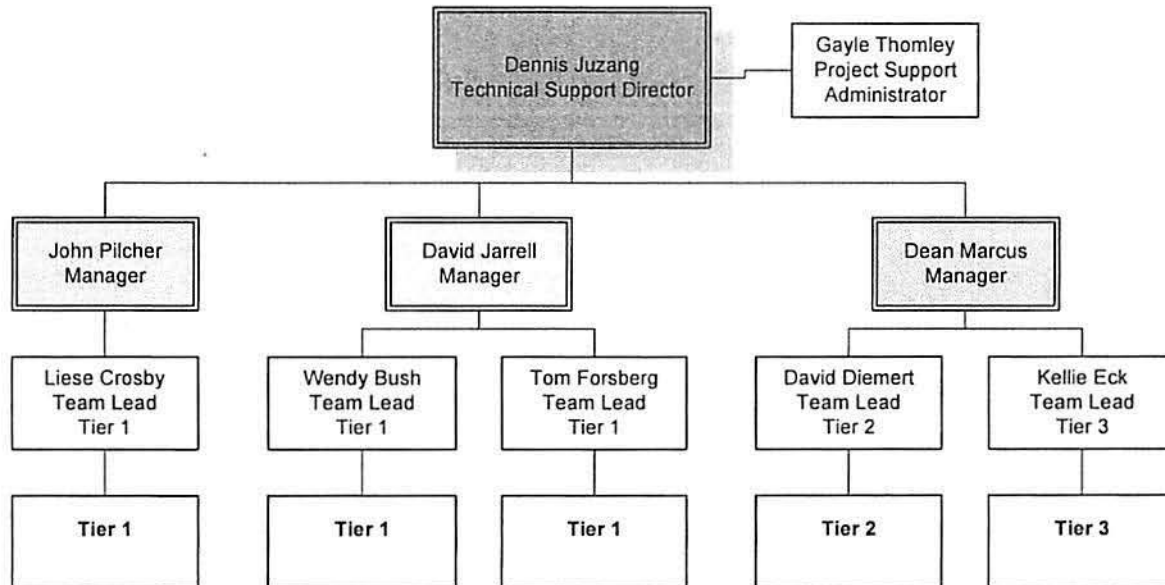 Dennis Juzang
Technical Support Director
Gayle Thomley
Project Support
Administrator
John Pilcher
Manager
David Jarrell
Manager
Dean Marcus
Manager
Liese Crosby
Team Lead
Tier 1
Wendy Bush
Team Lead
Tier 1
Tom Forsberg
Team Lead
Tier 1
David Diemert
Team Lead
Tier 2
Kellie Eck
Team Lead
Tier 3
Tier 1
Tier 1
Tier 1
Tier 2
Tier 3